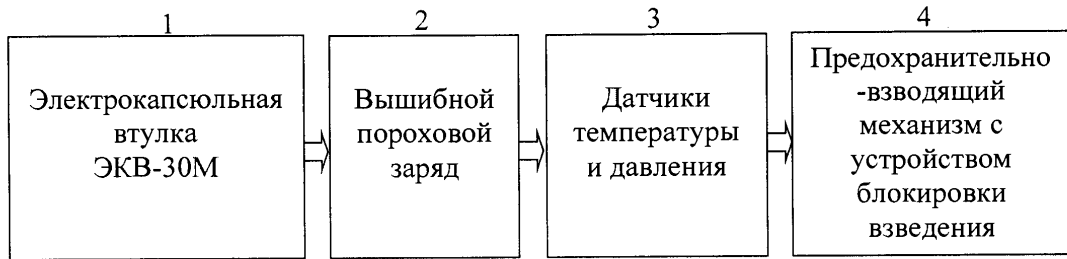 1
Электрокапсюльная
втулка
ЭКВ-30М
2
Вышибной
пороховой
заряд
3
Датчики
температуры
и давления
4
Предохранительно
-взводящий
механизм с
устройством
блокировки
взведения